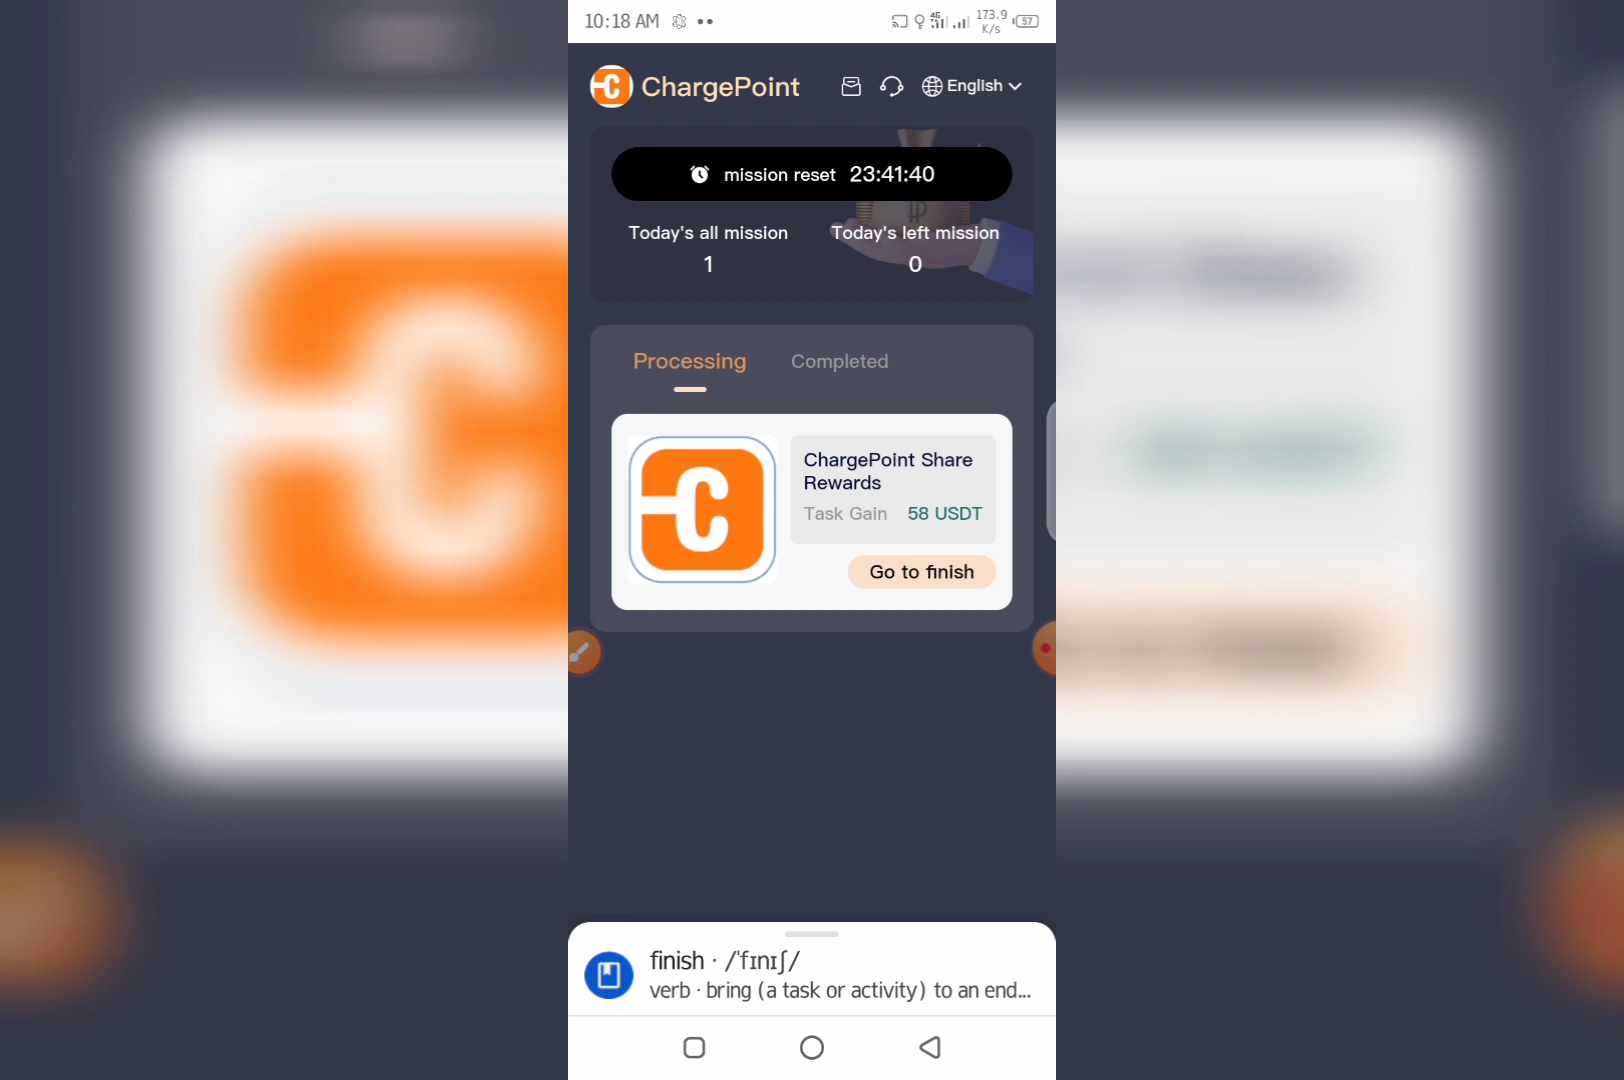 10:18 AM
4G
173.9
K/s
57
ChargePoint
English
mission reset 23:41:40
Today's all mission
Today's left mission
1
0
Processing
Completed
ChargePoint Share
Rewards
Task Gain 58 USDT
Go to finish
finish · /ˈfɪnɪʃ/
verb · bring (a task or activity) to an end...